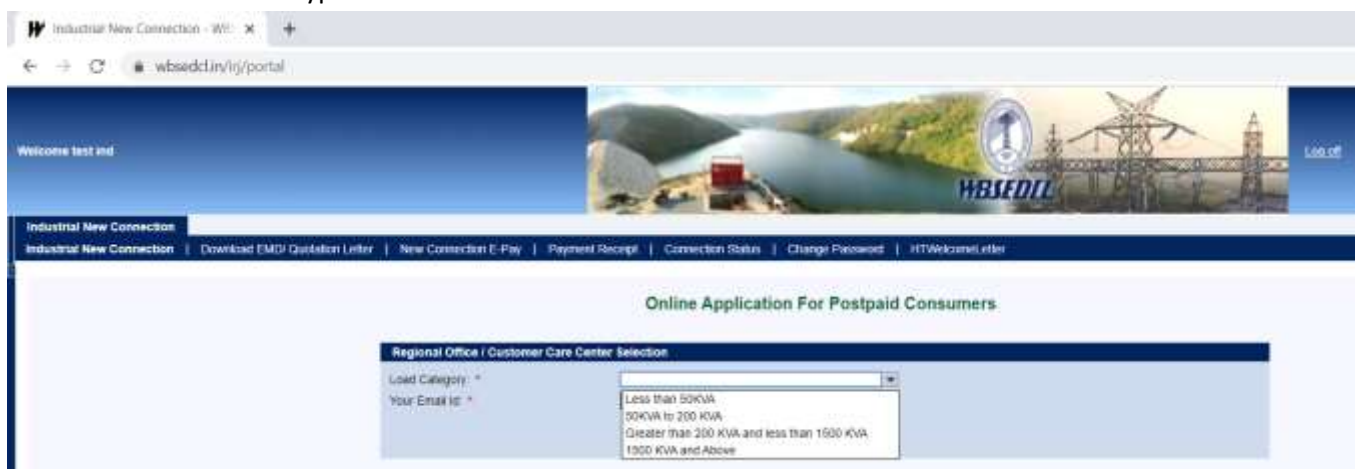 Industrial New Connection - WB
wbsedcl.in/irj/portal
Welcome test ind
WBSEDCL
Log off
Industrial New Connection
Industrial New Connection | Download EMD/ Quotation Letter | New Connection E-Pay | Payment Receipt | Connection Status | Change Password | HTWelcomeLetter
Online Application For Postpaid Consumers
Regional Office / Customer Care Center Selection
Load Category: *
Your Email Id: *
Less than 50KVA
50KVA to 200 KVA
Greater than 200 KVA and less than 1500 KVA
1500 KVA and Above